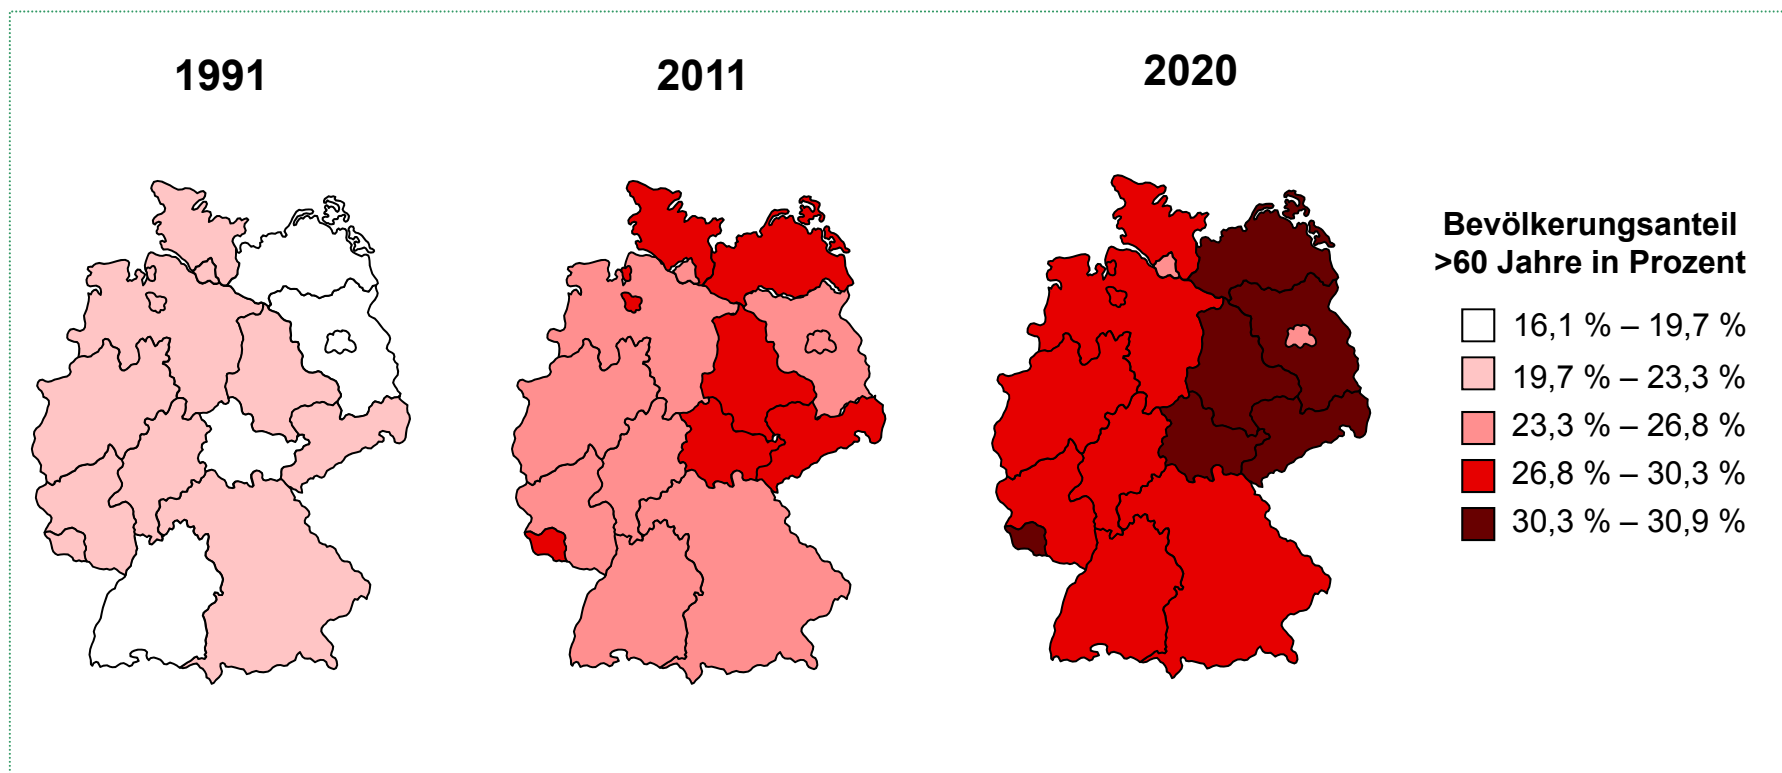 1991
2011
2020
Bevölkerungsanteil
>60 Jahre in Prozent
16,1 % – 19,7 %
19,7 % – 23,3 %
23,3 % – 26,8 %
26,8 % – 30,3 %
30,3 % – 30,9 %